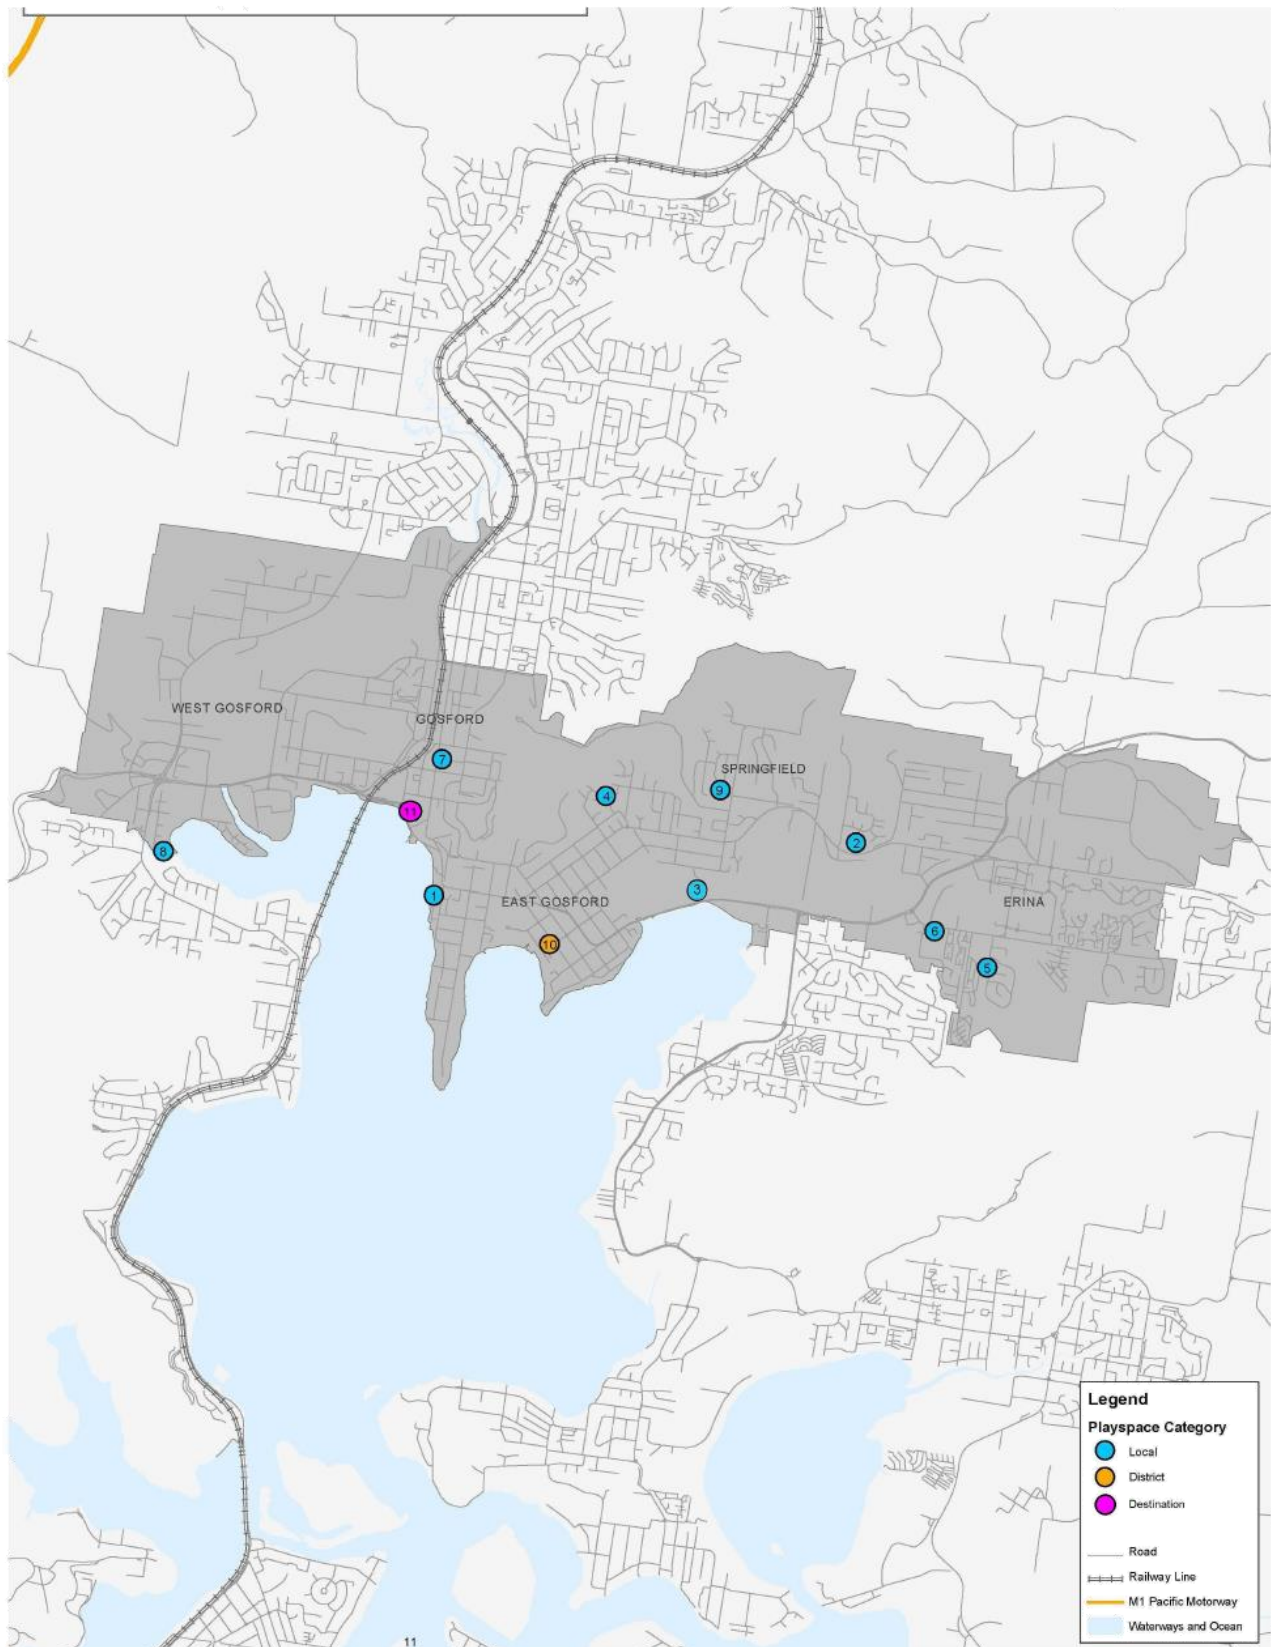 WEST GOSFORD
GOSFORD
7
SPRINGFIELD
11
4
9
8
2
1
EAST GOSFORD
3
ERINA
10
6
5
Legend
Playspace Category
Local
District
Destination
Road
Railway Line
M1 Pacific Motorway
Waterways and Ocean
11